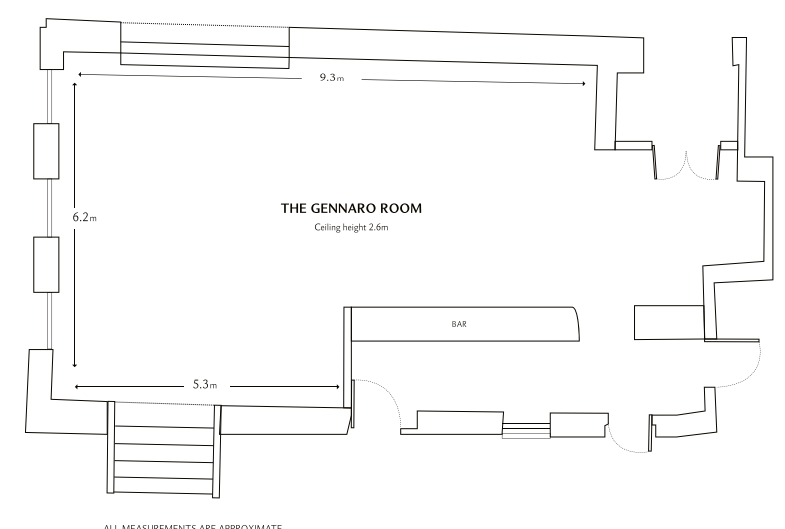 9.3m
6.2m
THE GENNARO ROOM
Ceiling height 2.6m
BAR
5.3m
ALL MEASUREMENTS ARE APPROXIMATE